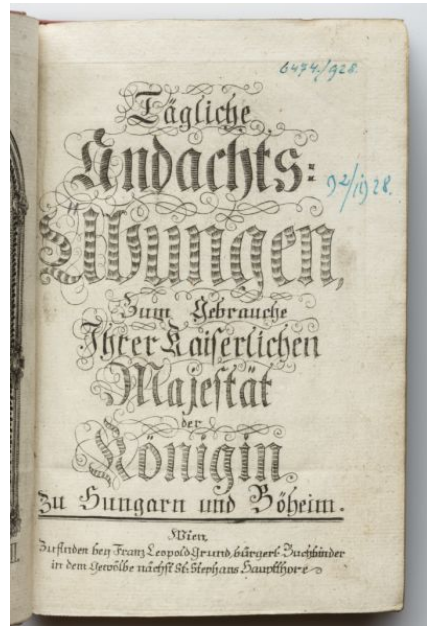 6474./928.
Tägliche
Andachts:
92/1928.
Übungen,
Zum Gebrauche
Ihrer Kaiserlichen
Majestät
der
Königin
zu Hungarn und Böheim.
Wien,
Zu finden bey Franz Leopold Grund, bürgerl. Buchbinder
in dem Gewölbe nächst St. Stephans Hauptthore